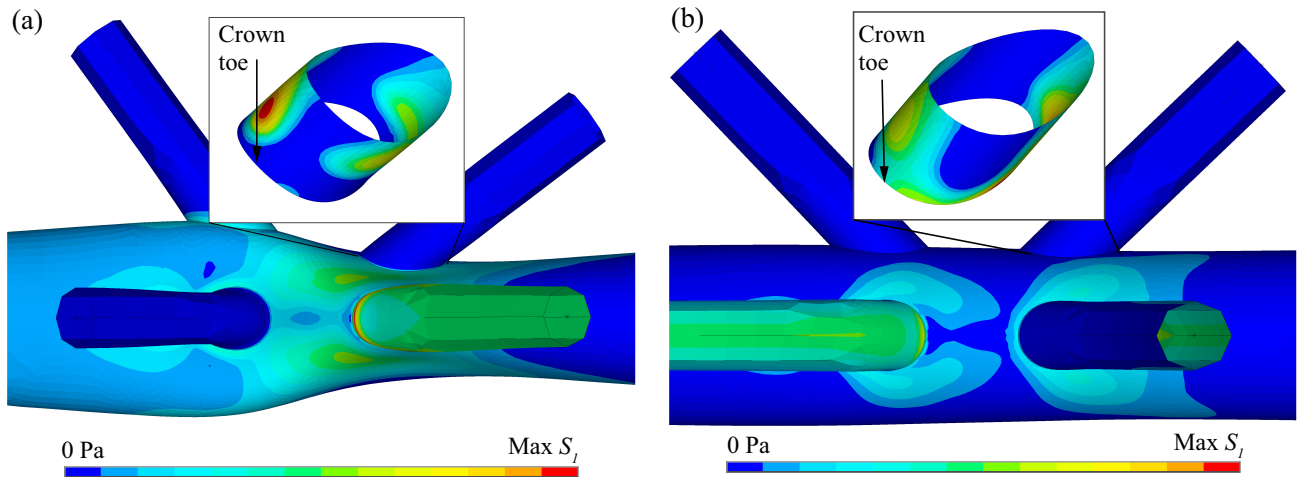 (a)
Crown
toe
0 Pa
Max S₁
(b)
Crown
toe
0 Pa
Max S₁